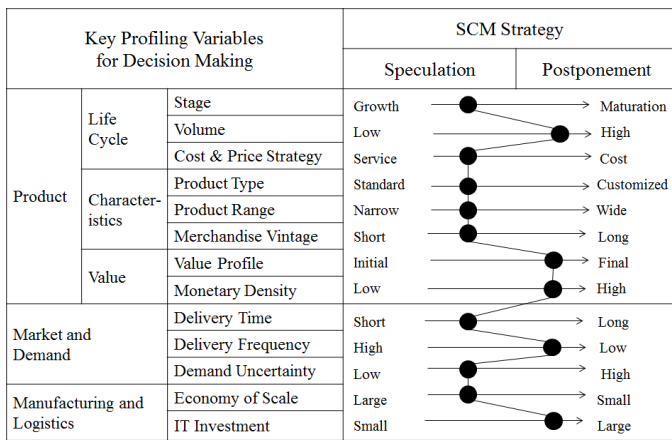 Key Profiling Variables
for Decision Making
SCM Strategy
Speculation Postponement
Product
Life
Cycle
Stage Growth Maturation
Volume Low High
Cost & Price Strategy Service Cost
Character-
istics
Product Type Standard Customized
Product Range Narrow Wide
Merchandise Vintage Short Long
Value
Value Profile Initial Final
Monetary Density Low High
Market and
Demand
Delivery Time Short Long
Delivery Frequency High Low
Demand Uncertainty Low High
Manufacturing and
Logistics
Economy of Scale Large Small
IT Investment Small Large